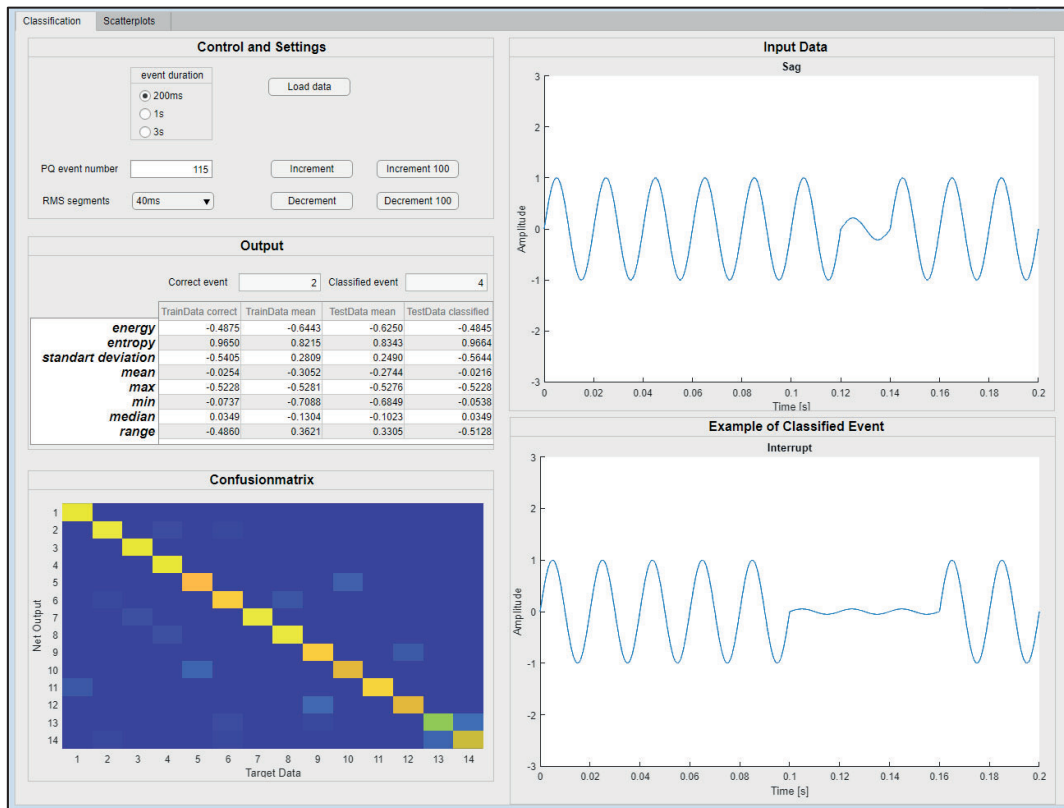 Classification Scatterplots
Control and Settings
event duration
200ms
1s
3s
Load data
PQ event number 115 Increment Increment 100
RMS segments 40ms Decrement Decrement 100
Output
Correct event 2 Classified event 4
TrainData correct TrainData mean TestData mean TestData classified
energy -0.4875 -0.6443 -0.6250 -0.4845
entropy 0.9650 0.8215 0.8343 0.9664
standart deviation -0.5405 0.2809 0.2490 -0.5644
mean -0.0254 -0.3052 -0.2744 -0.0216
max -0.5228 -0.5281 -0.5276 -0.5228
min -0.0737 -0.7088 -0.6849 -0.0538
median 0.0349 -0.1304 -0.1023 0.0349
range -0.4860 0.3621 0.3305 -0.5128
Confusionmatrix
Net Output
1
2
3
4
5
6
7
8
9
10
11
12
13
14
1 2 3 4 5 6 7 8 9 10 11 12 13 14
Target Data
Input Data
Sag
Amplitude
3
2
1
0
-1
-2
-3
0 0.02 0.04 0.06 0.08 0.1 0.12 0.14 0.16 0.18 0.2
Time [s]
Example of Classified Event
Interrupt
Amplitude
3
2
1
0
-1
-2
-3
0 0.02 0.04 0.06 0.08 0.1 0.12 0.14 0.16 0.18 0.2
Time [s]